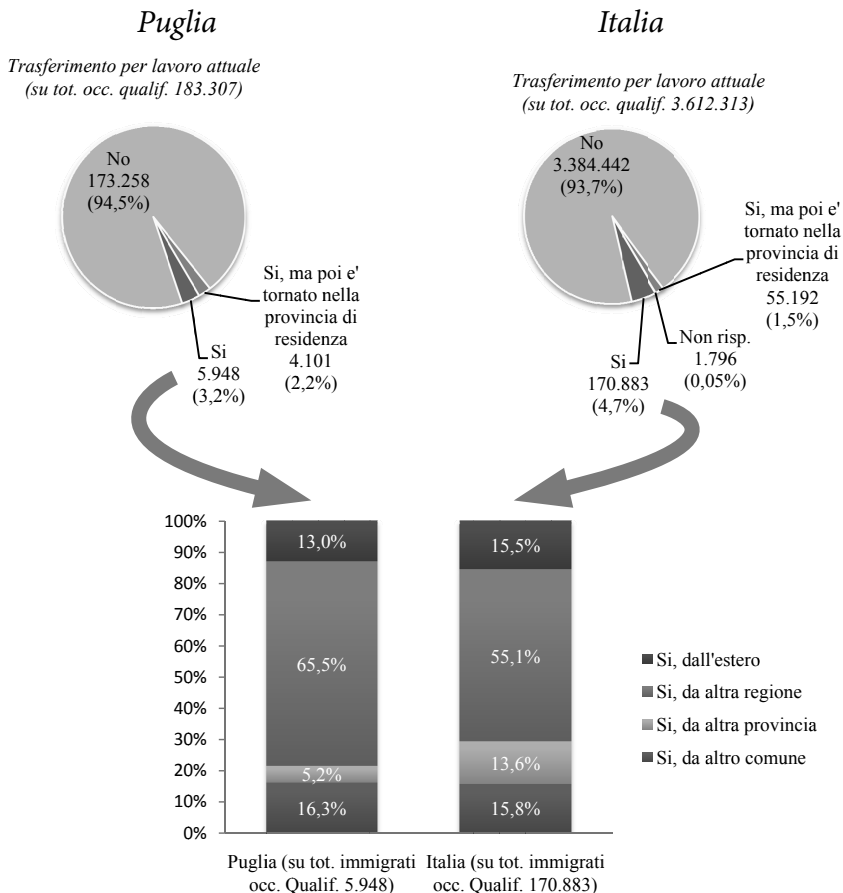 Puglia
Trasferimento per lavoro attuale
(su tot. occ. qualif. 183.307)
No
173.258
(94,5%)
Si, ma poi e'
tornato nella
provincia di
residenza
4.101
(2,2%)
Si
5.948
(3,2%)
Italia
Trasferimento per lavoro attuale
(su tot. occ. qualif. 3.612.313)
No
3.384.442
(93,7%)
Si, ma poi e'
tornato nella
provincia di
residenza
55.192
(1,5%)
Non risp.
1.796
(0,05%)
Si
170.883
(4,7%)
100%
90%
80%
70%
60%
50%
40%
30%
20%
10%
0%
13,0%
65,5%
5,2%
16,3%
15,5%
55,1%
13,6%
15,8%
Puglia (su tot. immigrati
occ. Qualif. 5.948)
Italia (su tot. immigrati
occ. Qualif. 170.883)
Si, dall'estero
Si, da altra regione
Si, da altra provincia
Si, da altro comune